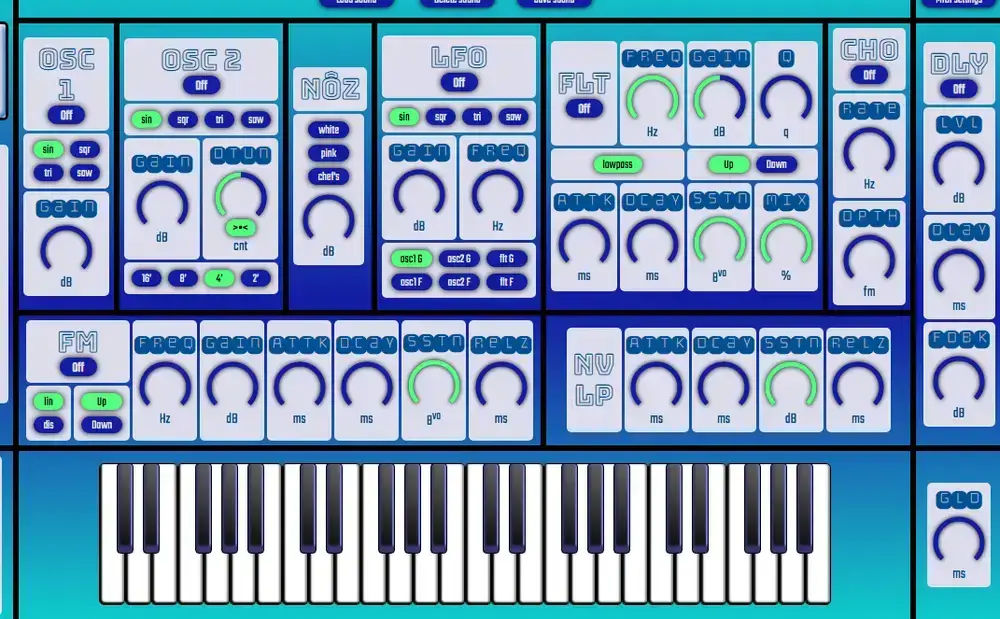 Load sound
Delete sound
Save sound
Midi settings
OSC
1
Off
sin
sqr
tri
saw
GAIN
dB
OSC 2
Off
sin
sqr
tri
saw
GAIN
dB
DTUN
>•<
cnt
16'
8'
4'
2'
NÔZ
white
pink
chef's
dB
LFO
Off
sin
sqr
tri
saw
GAIN
dB
FREQ
Hz
osc1 G
osc2 G
flt G
osc1 F
osc2 F
flt F
FLT
Off
FREQ
Hz
GAIN
dB
Q
q
lowpass
Up
Down
ATTK
ms
DCAY
ms
SSTN
8vo
MIX
%
CHO
Off
RATE
Hz
DPTH
fm
DLY
Off
LVL
dB
DLAY
ms
FDBK
dB
FM
Off
lin
dis
Up
Down
FREQ
Hz
GAIN
dB
ATTK
ms
DCAY
ms
SSTN
8vo
RELZ
ms
NV
LP
ATTK
ms
DCAY
ms
SSTN
dB
RELZ
ms
GLD
ms